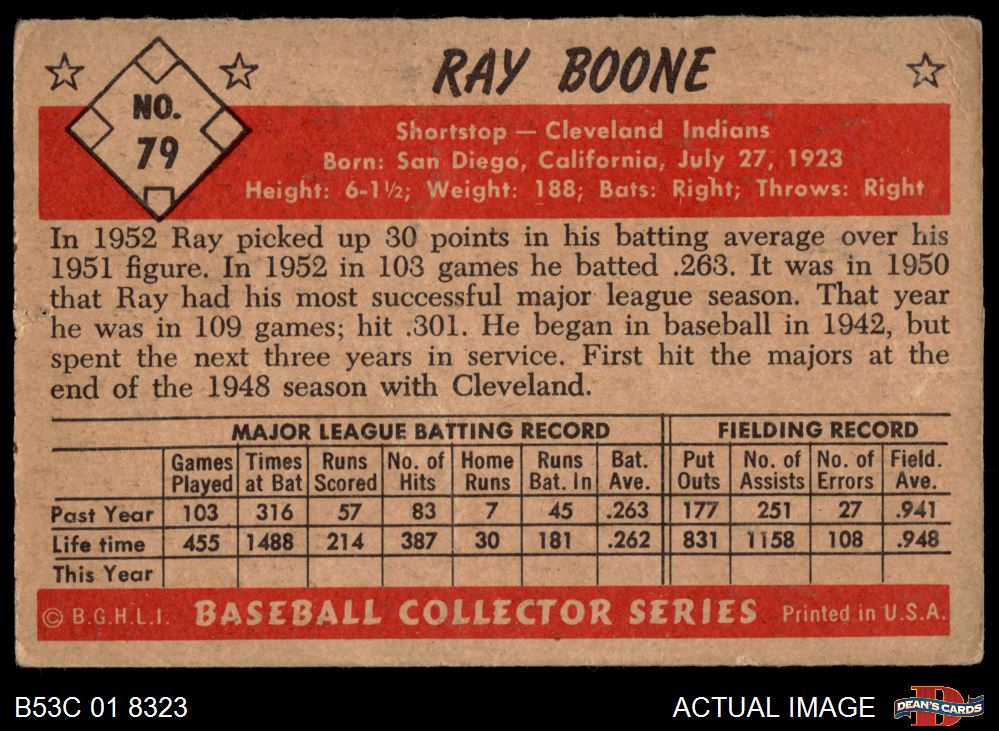 RAY BOONE
NO.
79
Shortstop — Cleveland Indians
Born: San Diego, California, July 27, 1923
Height: 6-1½; Weight: 188; Bats: Right; Throws: Right
In 1952 Ray picked up 30 points in his batting average over his
1951 figure. In 1952 in 103 games he batted .263. It was in 1950
that Ray had his most successful major league season. That year
he was in 109 games; hit .301. He began in baseball in 1942, but
spent the next three years in service. First hit the majors at the
end of the 1948 season with Cleveland.
MAJOR LEAGUE BATTING RECORD FIELDING RECORD
Games Times Runs No. of Home Runs Bat. Put No. of No. of Field.
Played at Bat Scored Hits Runs Bat. In Ave. Outs Assists Errors Ave.
Past Year 103 316 57 83 7 45 .263 177 251 27 .941
Life time 455 1488 214 387 30 181 .262 831 1158 108 .948
This Year
© B.G.H.L.I. BASEBALL COLLECTOR SERIES Printed in U.S.A.
B53C 01 8323 ACTUAL IMAGE DEAN'S CARDS